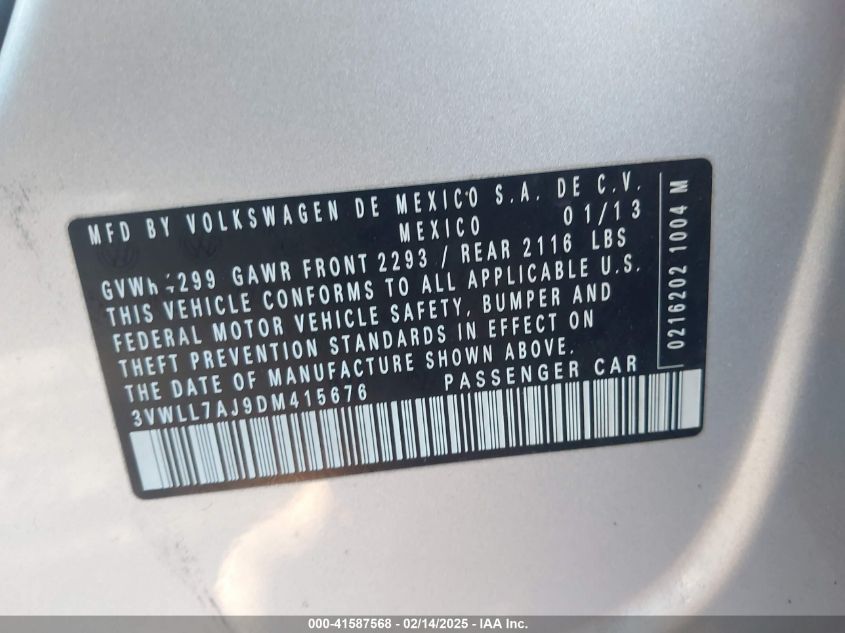 MFD BY VOLKSWAGEN DE MEXICO S.A. DE C.V.
MEXICO 01/13
299 GAWR FRONT 2293 / REAR 2116 LBS
THIS VEHICLE CONFORMS TO ALL APPLICABLE U.S.
FEDERAL MOTOR VEHICLE SAFETY, BUMPER AND
THEFT PREVENTION STANDARDS IN EFFECT ON
THE DATE OF MANUFACTURE SHOWN ABOVE.
3VWLL7AJ9DM415676 PASSENGER CAR
0216202 1004 M
000-41587568 - 02/14/2025 - IAA Inc.